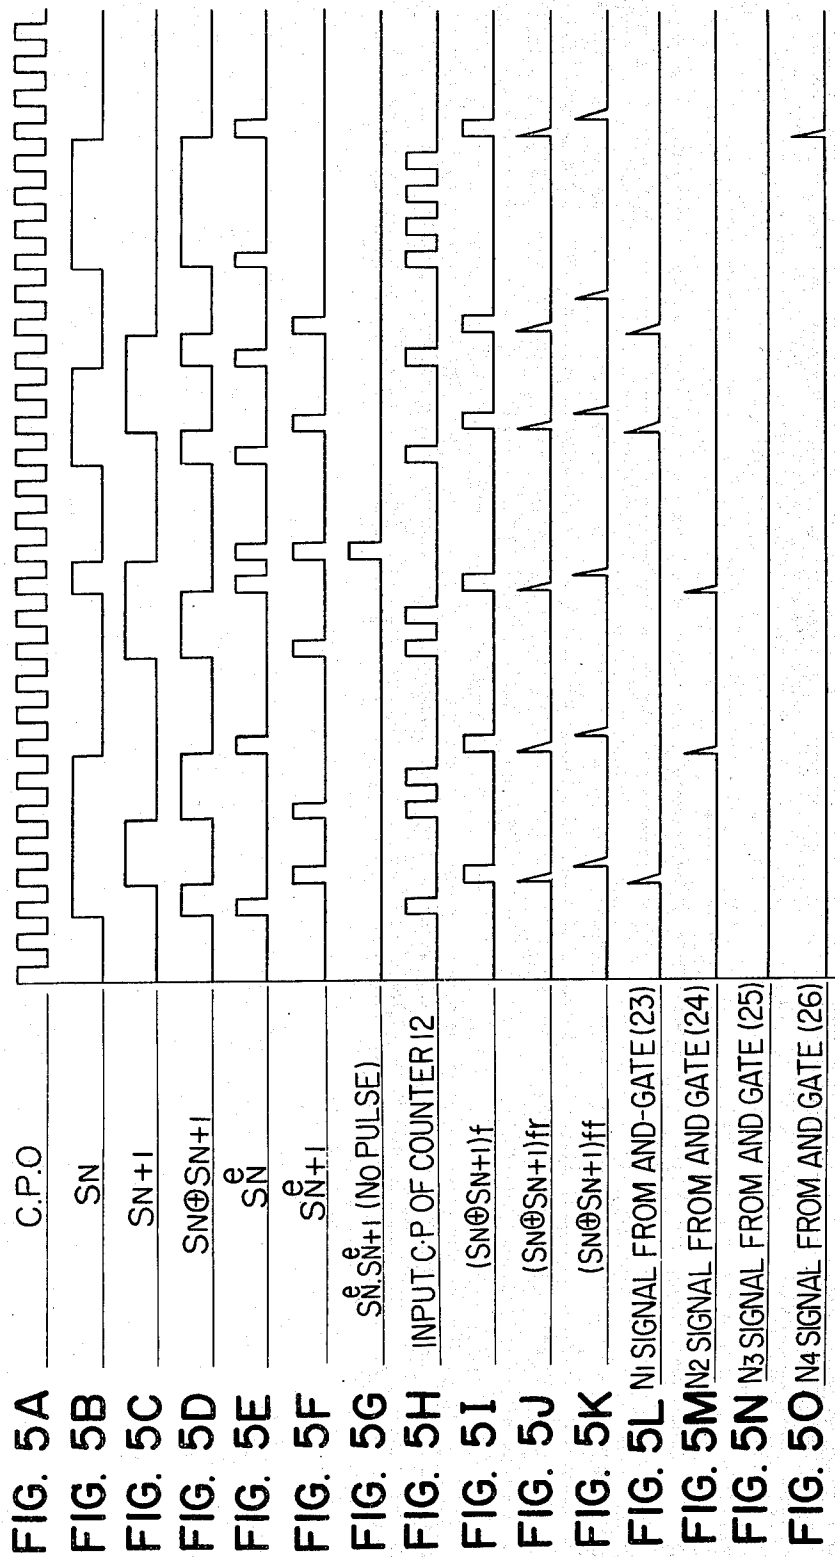 FIG. 5A C.P.O
FIG. 5B SN
FIG. 5C SN+1
FIG. 5D SN⊕SN+1
FIG. 5E e SN
FIG. 5F e SN+1
FIG. 5G e SN.e SN+1 (NO PULSE)
FIG. 5H INPUT C·P OF COUNTER 12
FIG. 5I (SN⊕SN+1)f
FIG. 5J (SN⊕SN+1)fr
FIG. 5K (SN⊕SN+1)ff
FIG. 5L N1 SIGNAL FROM AND-GATE (23)
FIG. 5M N2 SIGNAL FROM AND GATE (24)
FIG. 5N N3 SIGNAL FROM AND GATE (25)
FIG. 5O N4 SIGNAL FROM AND GATE (26)